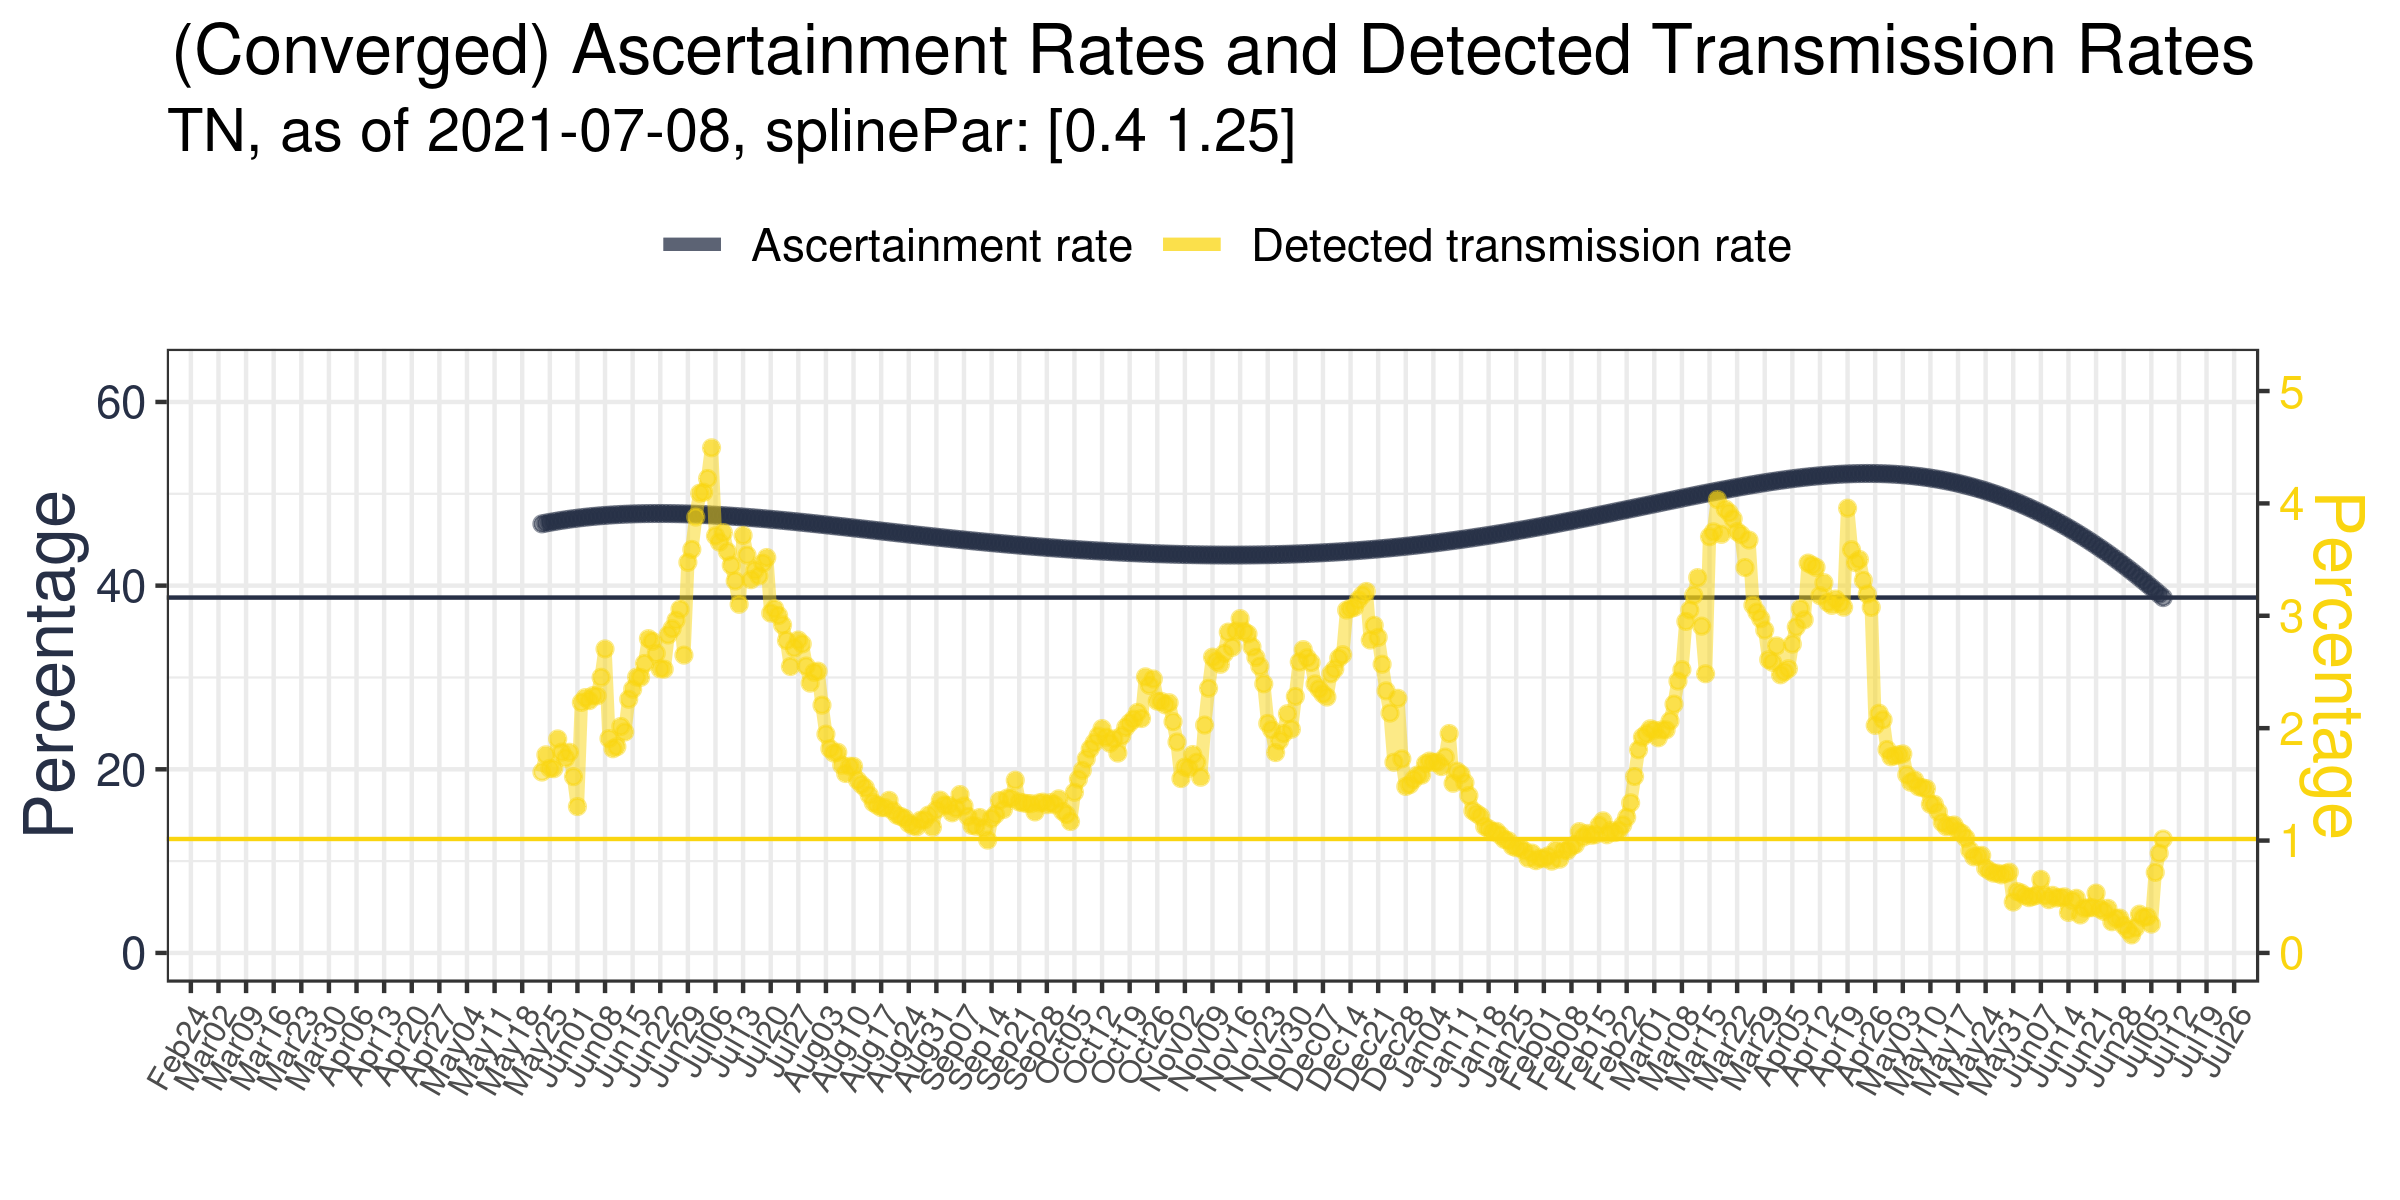 (Converged) Ascertainment Rates and Detected Transmission Rates
TN, as of 2021-07-08, splinePar: [0.4 1.25]
Ascertainment rate Detected transmission rate
Percentage
60
40
20
0
5
4
3
2
1
0
Percentage
Feb24
Mar02
Mar09
Mar16
Mar23
Mar30
Apr06
Apr13
Apr20
Apr27
May04
May11
May18
May25
Jun01
Jun08
Jun15
Jun22
Jun29
Jul06
Jul13
Jul20
Jul27
Aug03
Aug10
Aug17
Aug24
Aug31
Sep07
Sep14
Sep21
Sep28
Oct05
Oct12
Oct19
Oct26
Nov02
Nov09
Nov16
Nov23
Nov30
Dec07
Dec14
Dec21
Dec28
Jan04
Jan11
Jan18
Jan25
Feb01
Feb08
Feb15
Feb22
Mar01
Mar08
Mar15
Mar22
Mar29
Apr05
Apr12
Apr19
Apr26
May03
May10
May17
May24
May31
Jun07
Jun14
Jun21
Jun28
Jul05
Jul12
Jul19
Jul26